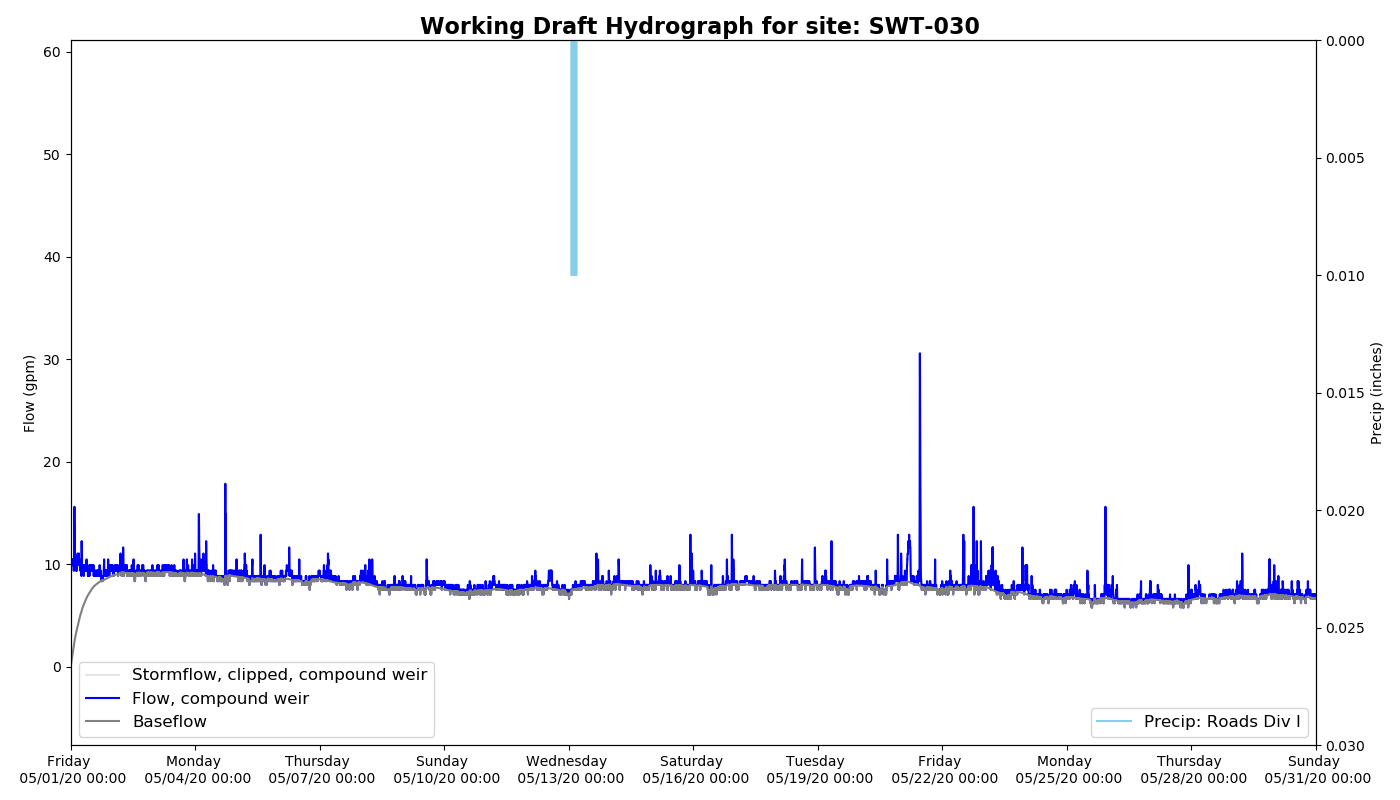 Working Draft Hydrograph for site: SWT-030
60
50
40
30
20
10
0
Flow (gpm)
0.000
0.005
0.010
0.015
0.020
0.025
0.030
Precip (inches)
Stormflow, clipped, compound weir
Flow, compound weir
Baseflow
Precip: Roads Div I
Friday
05/01/20 00:00
Monday
05/04/20 00:00
Thursday
05/07/20 00:00
Sunday
05/10/20 00:00
Wednesday
05/13/20 00:00
Saturday
05/16/20 00:00
Tuesday
05/19/20 00:00
Friday
05/22/20 00:00
Monday
05/25/20 00:00
Thursday
05/28/20 00:00
Sunday
05/31/20 00:00